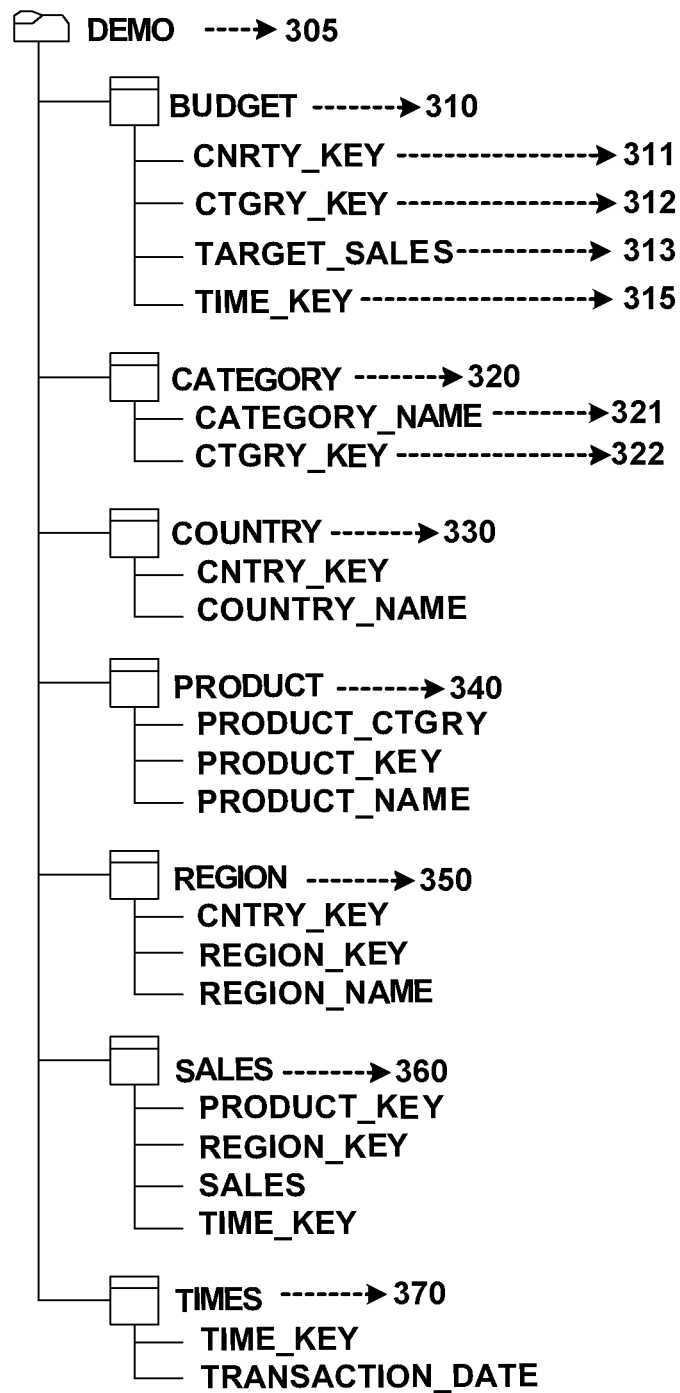 DEMO 305
BUDGET 310
CNRTY_KEY 311
CTGRY_KEY 312
TARGET_SALES 313
TIME_KEY 315
CATEGORY 320
CATEGORY_NAME 321
CTGRY_KEY 322
COUNTRY 330
CNTRY_KEY
COUNTRY_NAME
PRODUCT 340
PRODUCT_CTGRY
PRODUCT_KEY
PRODUCT_NAME
REGION 350
CNTRY_KEY
REGION_KEY
REGION_NAME
SALES 360
PRODUCT_KEY
REGION_KEY
SALES
TIME_KEY
TIMES 370
TIME_KEY
TRANSACTION_DATE